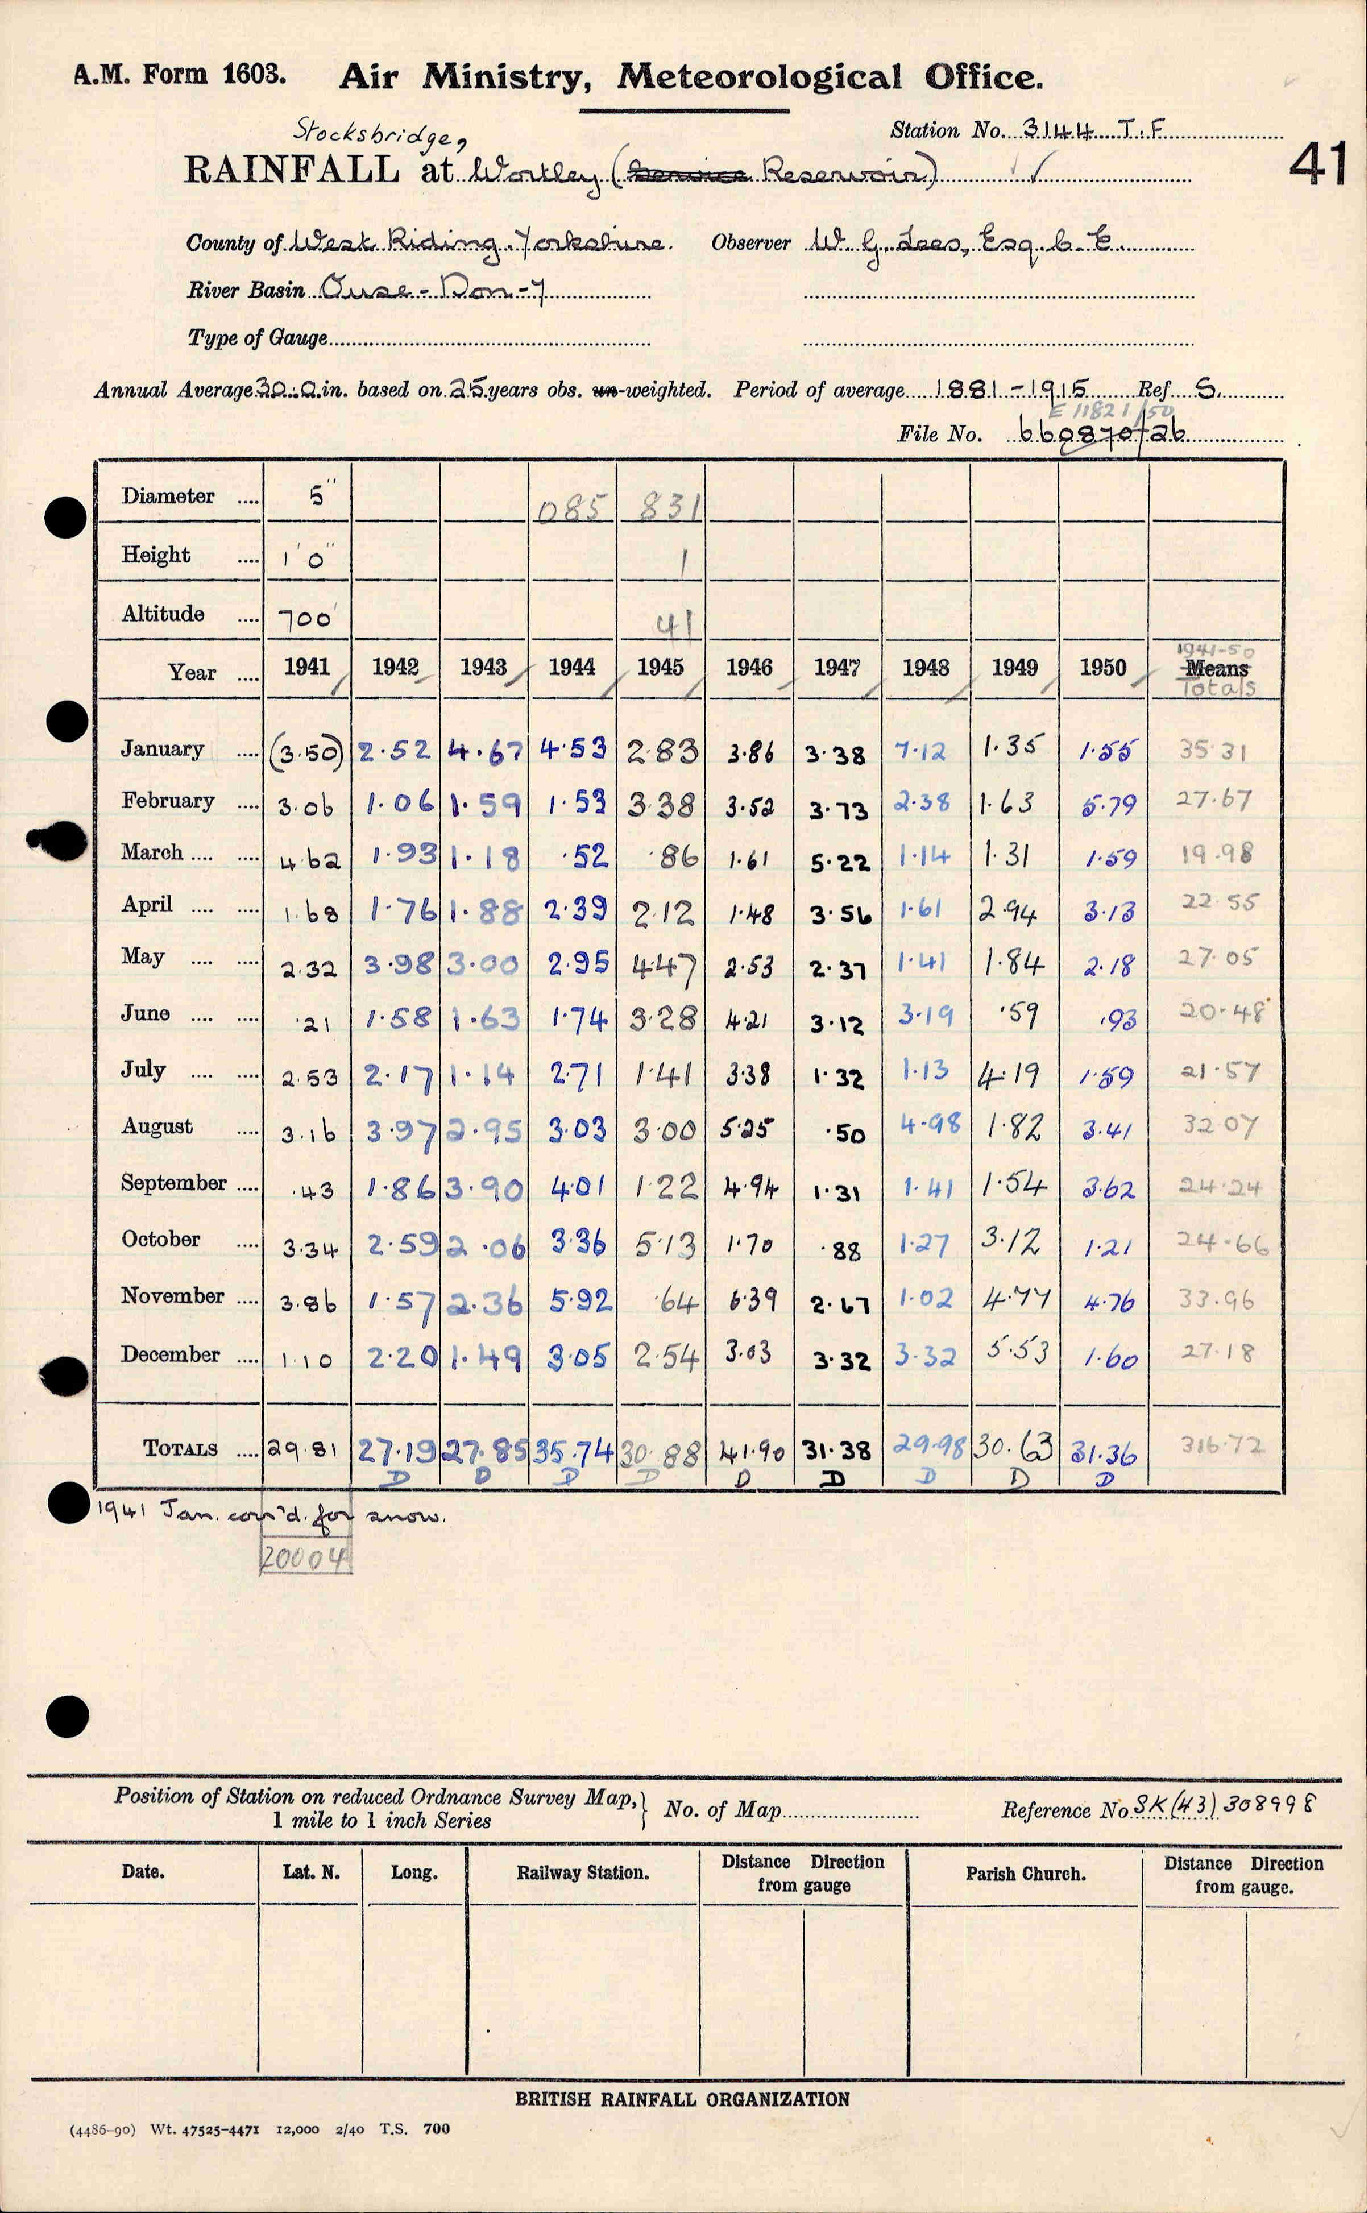 A.M. Form 1603. Air Ministry, Meteorological Office.
Stocksbridge,
Station No. 3144 T.F
41
RAINFALL at Wortley (Service Reservoir)
County of West Riding, Yorkshire. Observer W. G. Lees, Esq. C.E.
River Basin Ouse - Don - 7
Type of Gauge
Annual Average 30.0 in. based on 25 years obs. un-weighted. Period of average 1881-1915 Ref S.
E 11821/50
File No. 660870/26
Diameter .... 5" 085 831
Height .... 1' 0" 1
Altitude .... 700' 41
1941-50
Year .... 1941 1942 1943 1944 1945 1946 1947 1948 1949 1950 Means
Totals
January .... (3.50) 2.52 4.67 4.53 2.83 3.86 3.38 7.12 1.35 1.55 35.31
February .... 3.06 1.06 1.59 1.53 3.38 3.52 3.73 2.38 1.63 5.79 27.67
March .... .... 4.62 1.93 1.18 .52 .86 1.61 5.22 1.14 1.31 1.59 19.98
April .... .... 1.68 1.76 1.88 2.39 2.12 1.48 3.56 1.61 2.94 3.13 22.55
May .... .... 2.32 3.98 3.00 2.95 4.47 2.53 2.37 1.41 1.84 2.18 27.05
June .... .... .21 1.58 1.63 1.74 3.28 4.21 3.12 3.19 .59 .93 20.48
July .... .... 2.53 2.17 1.14 2.71 1.41 3.38 1.32 1.13 4.19 1.59 21.57
August .... 3.16 3.97 2.95 3.03 3.00 5.25 .50 4.98 1.82 3.41 32.07
September .... .43 1.86 3.90 4.01 1.22 4.94 1.31 1.41 1.54 3.62 24.24
October .... 3.34 2.59 2.06 3.36 5.13 1.70 .88 1.27 3.12 1.21 24.66
November .... 3.86 1.57 2.36 5.92 .64 6.39 2.67 1.02 4.77 4.76 33.96
December .... 1.10 2.20 1.49 3.05 2.54 3.03 3.32 3.32 5.53 1.60 27.18
TOTALS .... 29.81 27.19 27.85 35.74 30.88 41.90 31.38 29.98 30.63 31.36 316.72
D D D D D D D D D
1941 Jan. corr'd. for snow.
20004
Position of Station on reduced Ordnance Survey Map, } No. of Map Reference No SK(43) 308998
1 mile to 1 inch Series
Date. Lat. N. Long. Railway Station. Distance Direction from gauge Parish Church. Distance Direction from gauge.
BRITISH RAINFALL ORGANIZATION
(4486-90) Wt. 47525-4471 12,000 2/40 T.S. 700